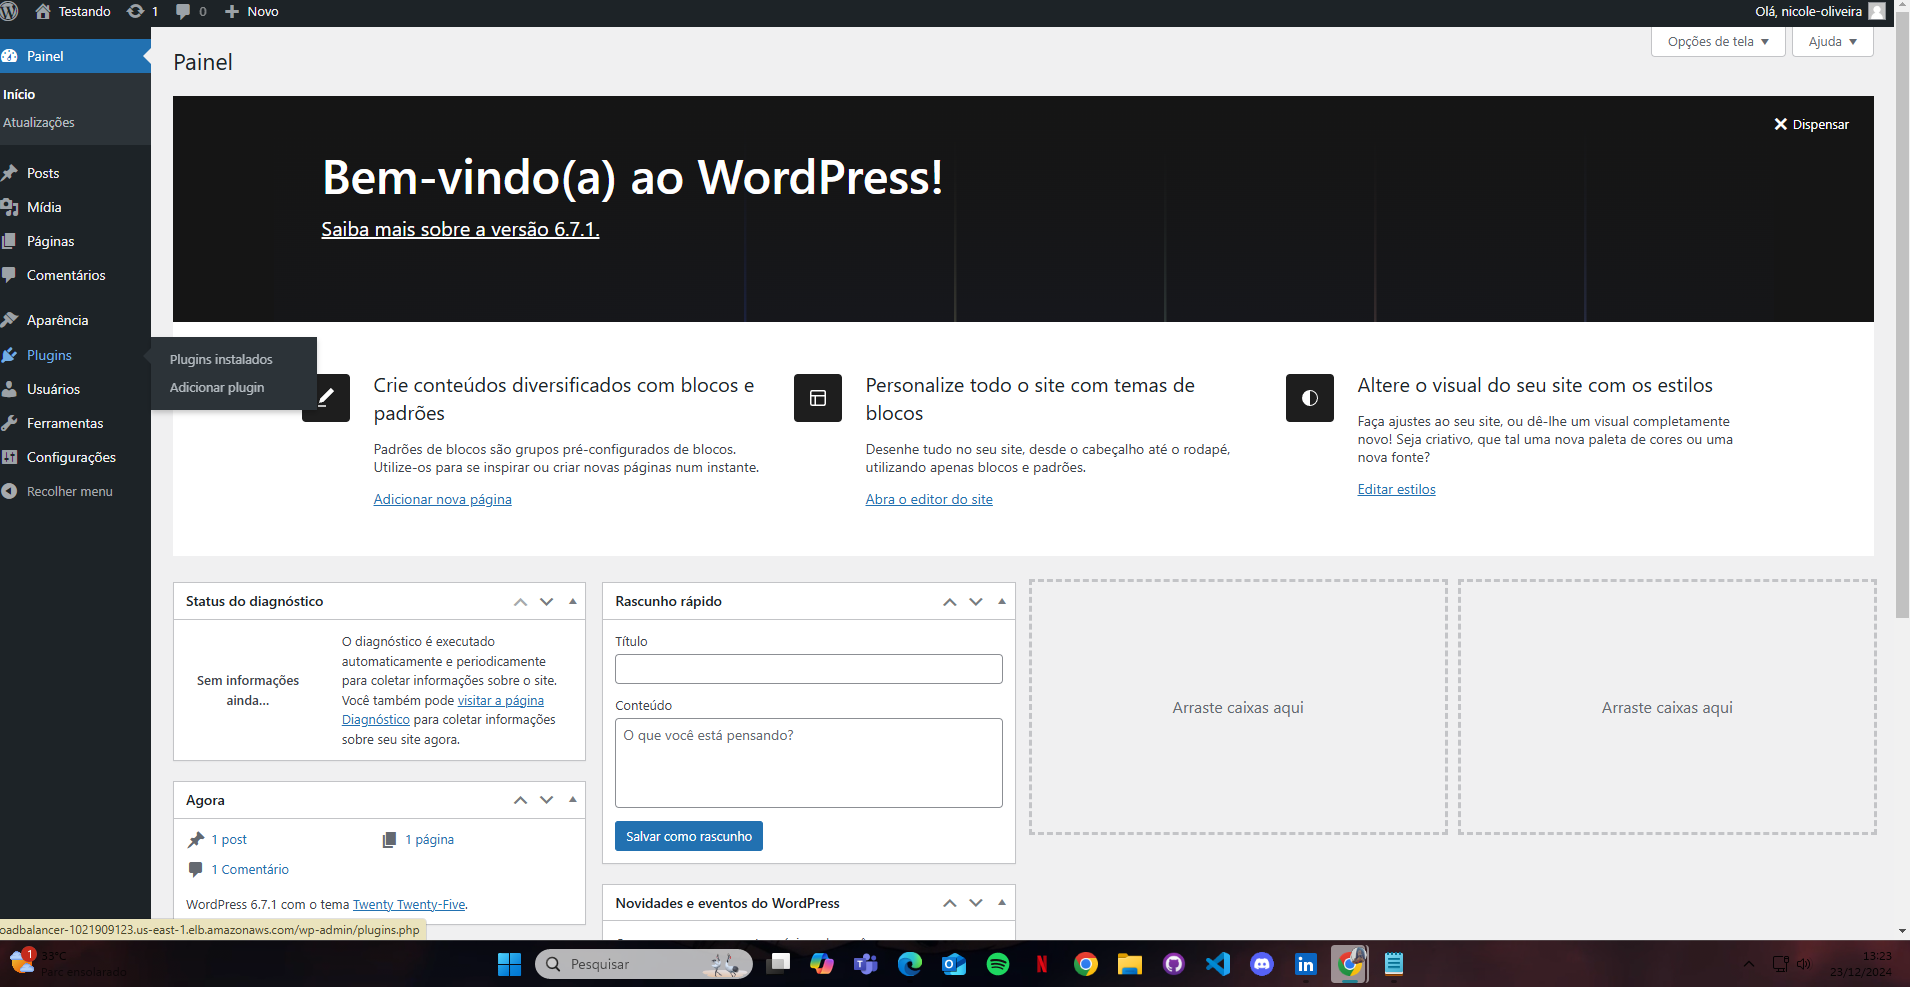 Testando
1
0
Novo
Olá, nicole-oliveira
Painel
Início
Atualizações
Posts
Mídia
Páginas
Comentários
Aparência
Plugins
Plugins instalados
Adicionar plugin
Usuários
Ferramentas
Configurações
Recolher menu
Painel
Opções de tela
Ajuda
Dispensar
Bem-vindo(a) ao WordPress!
Saiba mais sobre a versão 6.7.1.
Crie conteúdos diversificados com blocos e
padrões
Padrões de blocos são grupos pré-configurados de blocos.
Utilize-os para se inspirar ou criar novas páginas num instante.
Adicionar nova página
Personalize todo o site com temas de
blocos
Desenhe tudo no seu site, desde o cabeçalho até o rodapé,
utilizando apenas blocos e padrões.
Abra o editor do site
Altere o visual do seu site com os estilos
Faça ajustes ao seu site, ou dê-lhe um visual completamente
novo! Seja criativo, que tal uma nova paleta de cores ou uma
nova fonte?
Editar estilos
Status do diagnóstico
Sem informações
ainda...
O diagnóstico é executado
automaticamente e periodicamente
para coletar informações sobre o site.
Você também pode visitar a página
Diagnóstico para coletar informações
sobre seu site agora.
Agora
1 post
1 página
1 Comentário
WordPress 6.7.1 com o tema Twenty Twenty-Five.
Rascunho rápido
Título
Conteúdo
O que você está pensando?
Salvar como rascunho
Novidades e eventos do WordPress
Arraste caixas aqui
Arraste caixas aqui
oadbalancer-1021909123.us-east-1.elb.amazonaws.com/wp-admin/plugins.php
1
33°C
Parc ensolarado
Pesquisar
13:23
23/12/2024